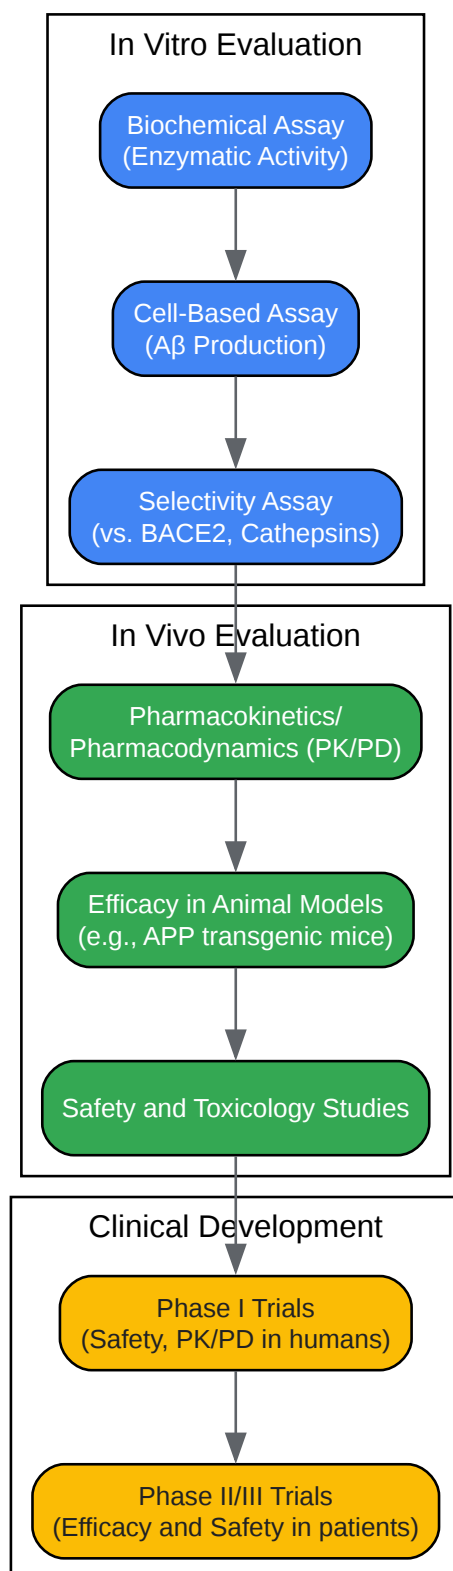 In Vitro Evaluation
Biochemical Assay
(Enzymatic Activity)
Cell-Based Assay
(Aβ Production)
Selectivity Assay
(vs. BACE2, Cathepsins)
In Vivo Evaluation
Pharmacokinetics/
Pharmacodynamics (PK/PD)
Efficacy in Animal Models
(e.g., APP transgenic mice)
Safety and Toxicology Studies
Clinical Development
Phase I Trials
(Safety, PK/PD in humans)
Phase II/III Trials
(Efficacy and Safety in patients)